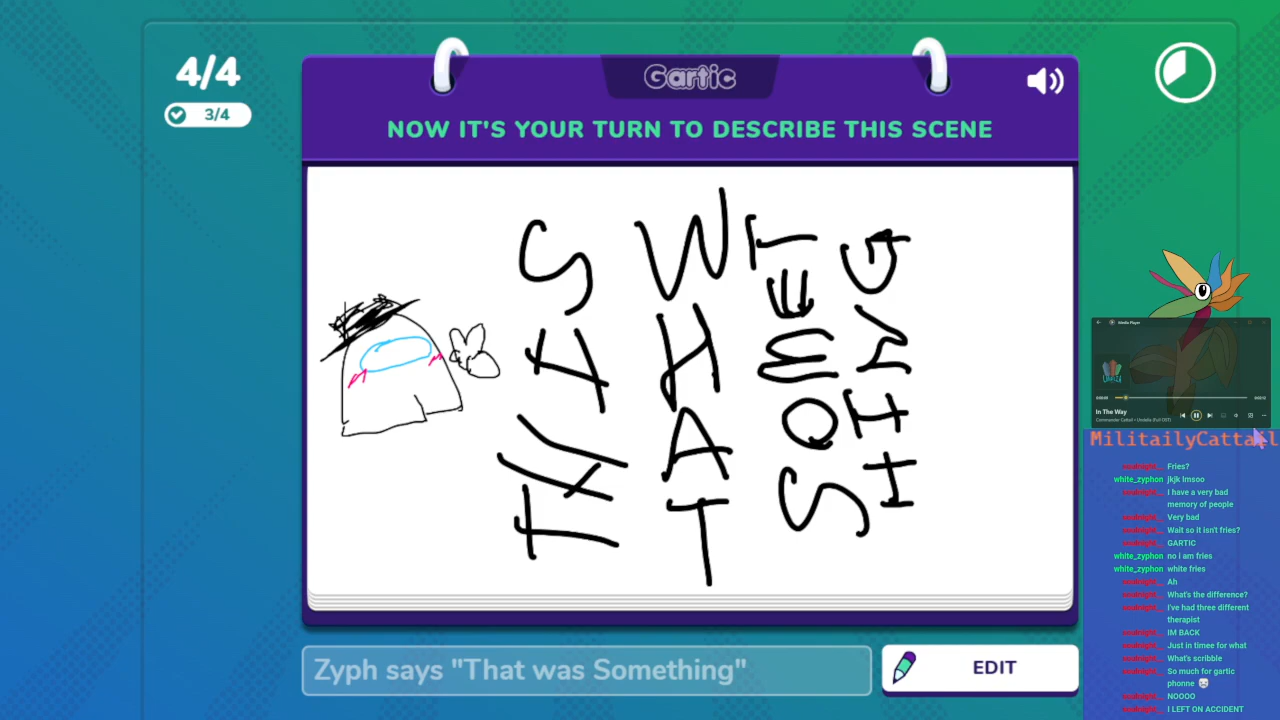 4/4
3/4
Gartic
NOW IT'S YOUR TURN TO DESCRIBE THIS SCENE
THIS
WHAT
SOMET
HING
Zyph says "That was Something"
EDIT
Media Player
In The Way
MilitailyCattail
Fries?
white_zyphon jkjk lmsoo
I have a very bad
memory of people
Very bad
Wait so it isn't fries?
GARTIC
white_zyphon no i am fries
white_zyphon white fries
Ah
What's the difference?
I've had three different
therapist
IM BACK
Just in timee for what
What's scribble
So much for gartic
phonne
NOOOO
I LEFT ON ACCIDENT